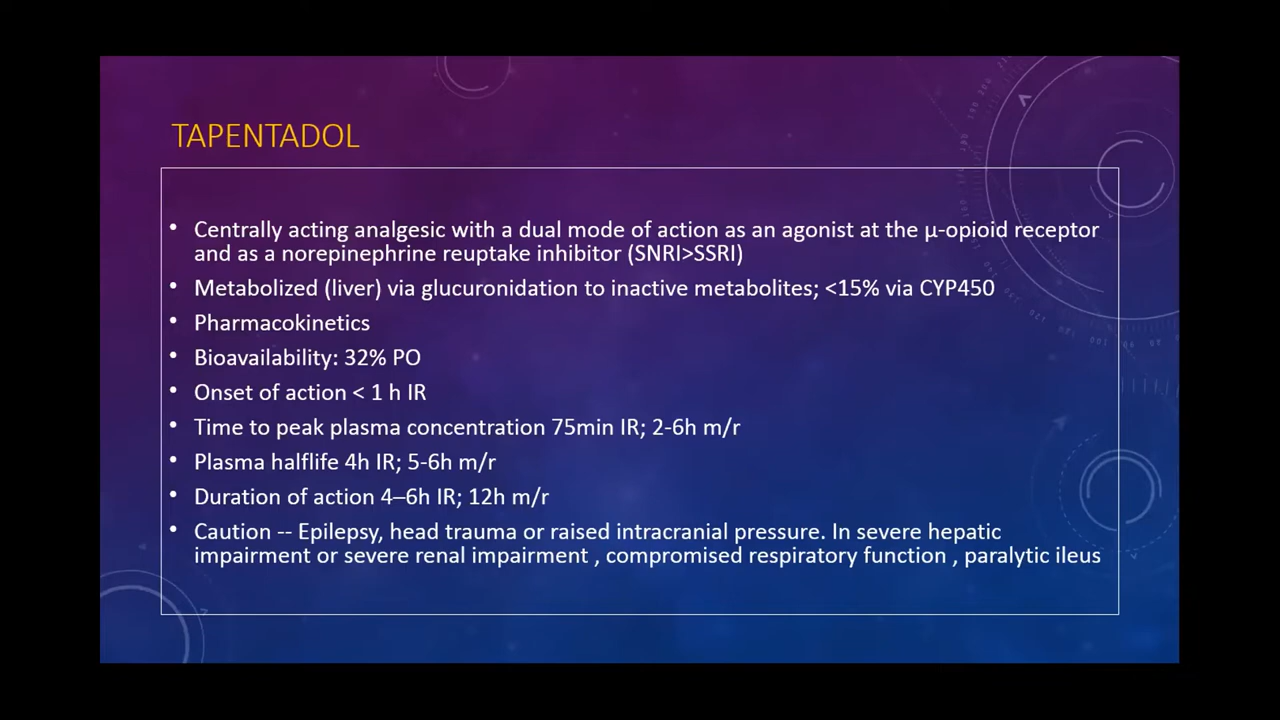 TAPENTADOL
• Centrally acting analgesic with a dual mode of action as an agonist at the µ-opioid receptor
and as a norepinephrine reuptake inhibitor (SNRI>SSRI)
• Metabolized (liver) via glucuronidation to inactive metabolites; <15% via CYP450
• Pharmacokinetics
• Bioavailability: 32% PO
• Onset of action < 1 h IR
• Time to peak plasma concentration 75min IR; 2-6h m/r
• Plasma halflife 4h IR; 5-6h m/r
• Duration of action 4–6h IR; 12h m/r
• Caution -- Epilepsy, head trauma or raised intracranial pressure. In severe hepatic
impairment or severe renal impairment , compromised respiratory function , paralytic ileus